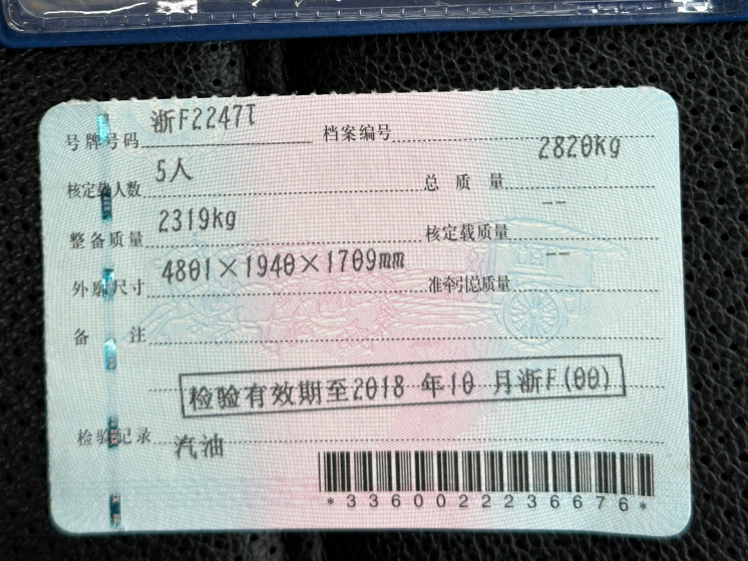 号牌号码 浙F2247T 档案编号
核定载人数 5人 总质量 2820kg
整备质量 2319kg 核定载质量 --
外廓尺寸 4801×1940×1709mm 准牵引总质量 --
备注
检验有效期至2018 年10 月浙F(00)
检验记录 汽油
*3360022236676*